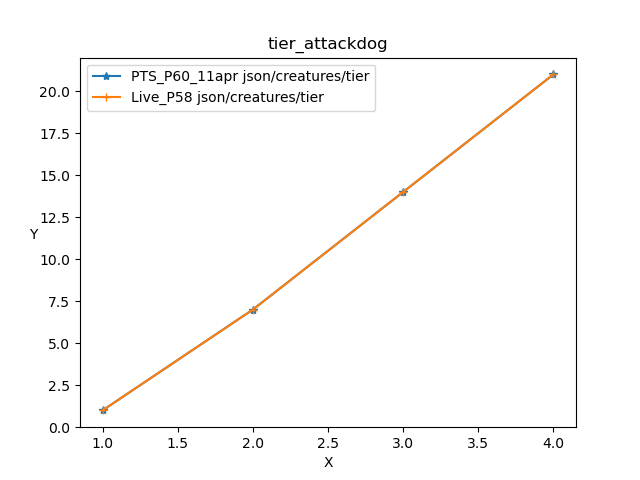 tier_attackdog
PTS_P60_11apr json/creatures/tier
Live_P58 json/creatures/tier
20.0
17.5
15.0
12.5
10.0
7.5
5.0
2.5
0.0
Y
1.0 1.5 2.0 2.5 3.0 3.5 4.0
X